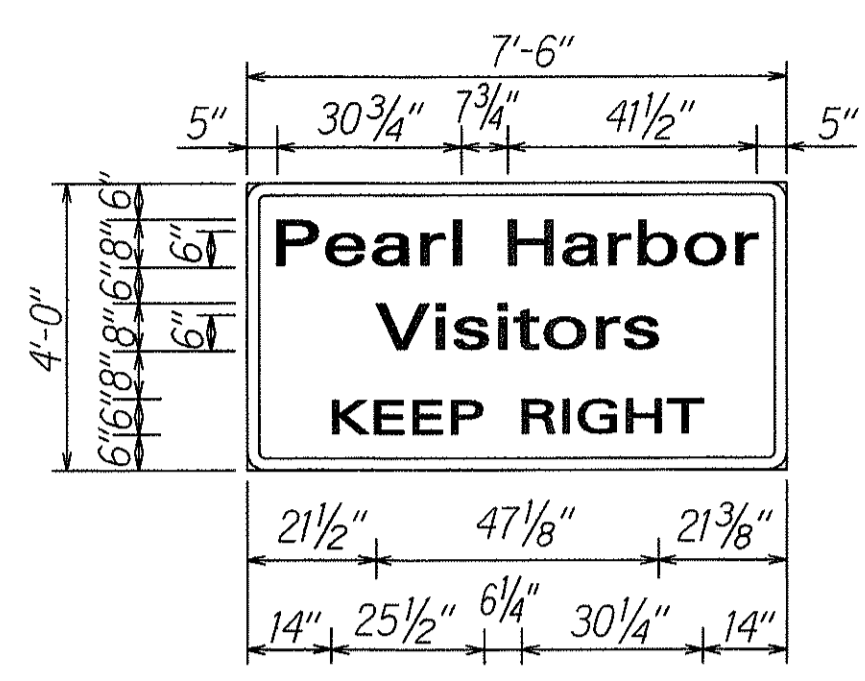 7'-6"
5" 30 3/4" 7 3/4" 41 1/2" 5"
4'-0"
6" 8" 6" 8" 8" 6" 6"
6"
6"
Pearl Harbor
Visitors
KEEP RIGHT
21 1/2" 47 1/8" 21 3/8"
14" 25 1/2" 6 1/4" 30 1/4" 14"